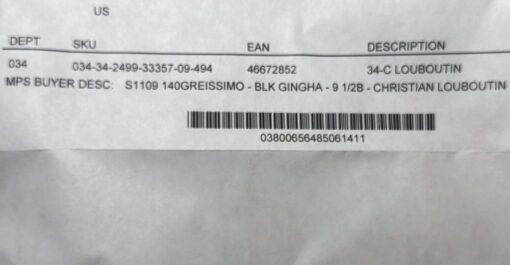 US
DEPT SKU EAN DESCRIPTION
034 034-34-2499-33357-09-494 46672852 34-C LOUBOUTIN
MPS BUYER DESC: S1109 140GREISSIMO - BLK GINGHA - 9 1/2B - CHRISTIAN LOUBOUTIN
03800656485061411